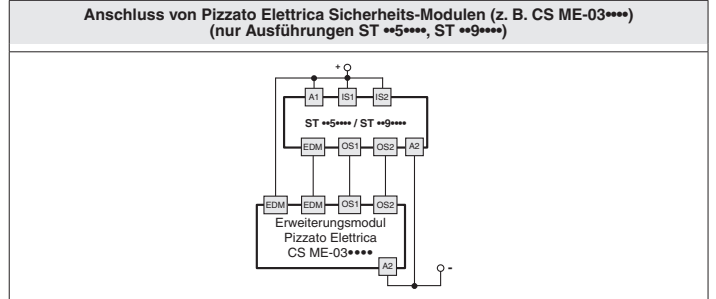 Anschluss von Pizzato Elettrica Sicherheits-Modulen (z. B. CS ME-03••••)
(nur Ausführungen ST ••5••••, ST ••9••••)
+
A1 IS1 IS2
ST ••5•••• / ST ••9••••
EDM OS1 OS2 A2
EDM EDM OS1 OS2
Erweiterungsmodul
Pizzato Elettrica
CS ME-03••••
A2 -